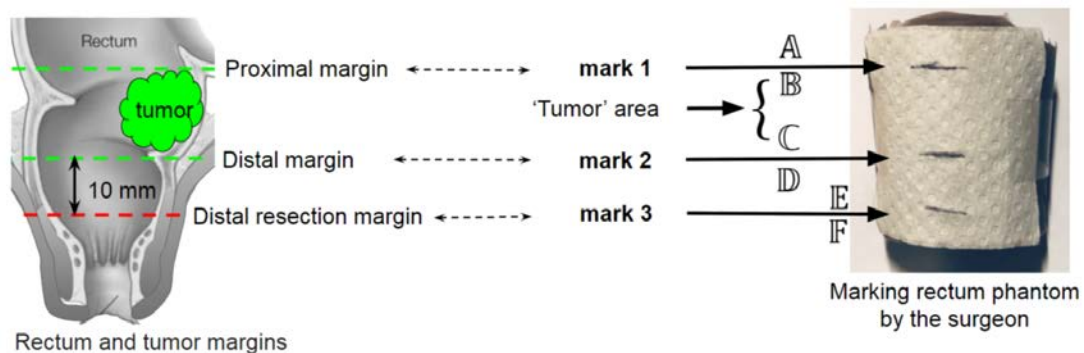 Rectum
tumor
10 mm
Rectum and tumor margins
Proximal margin
Distal margin
Distal resection margin
mark 1
‘Tumor’ area
mark 2
mark 3
𝔸
𝔹
ℂ
𝔻
𝔼
𝔽
Marking rectum phantom
by the surgeon